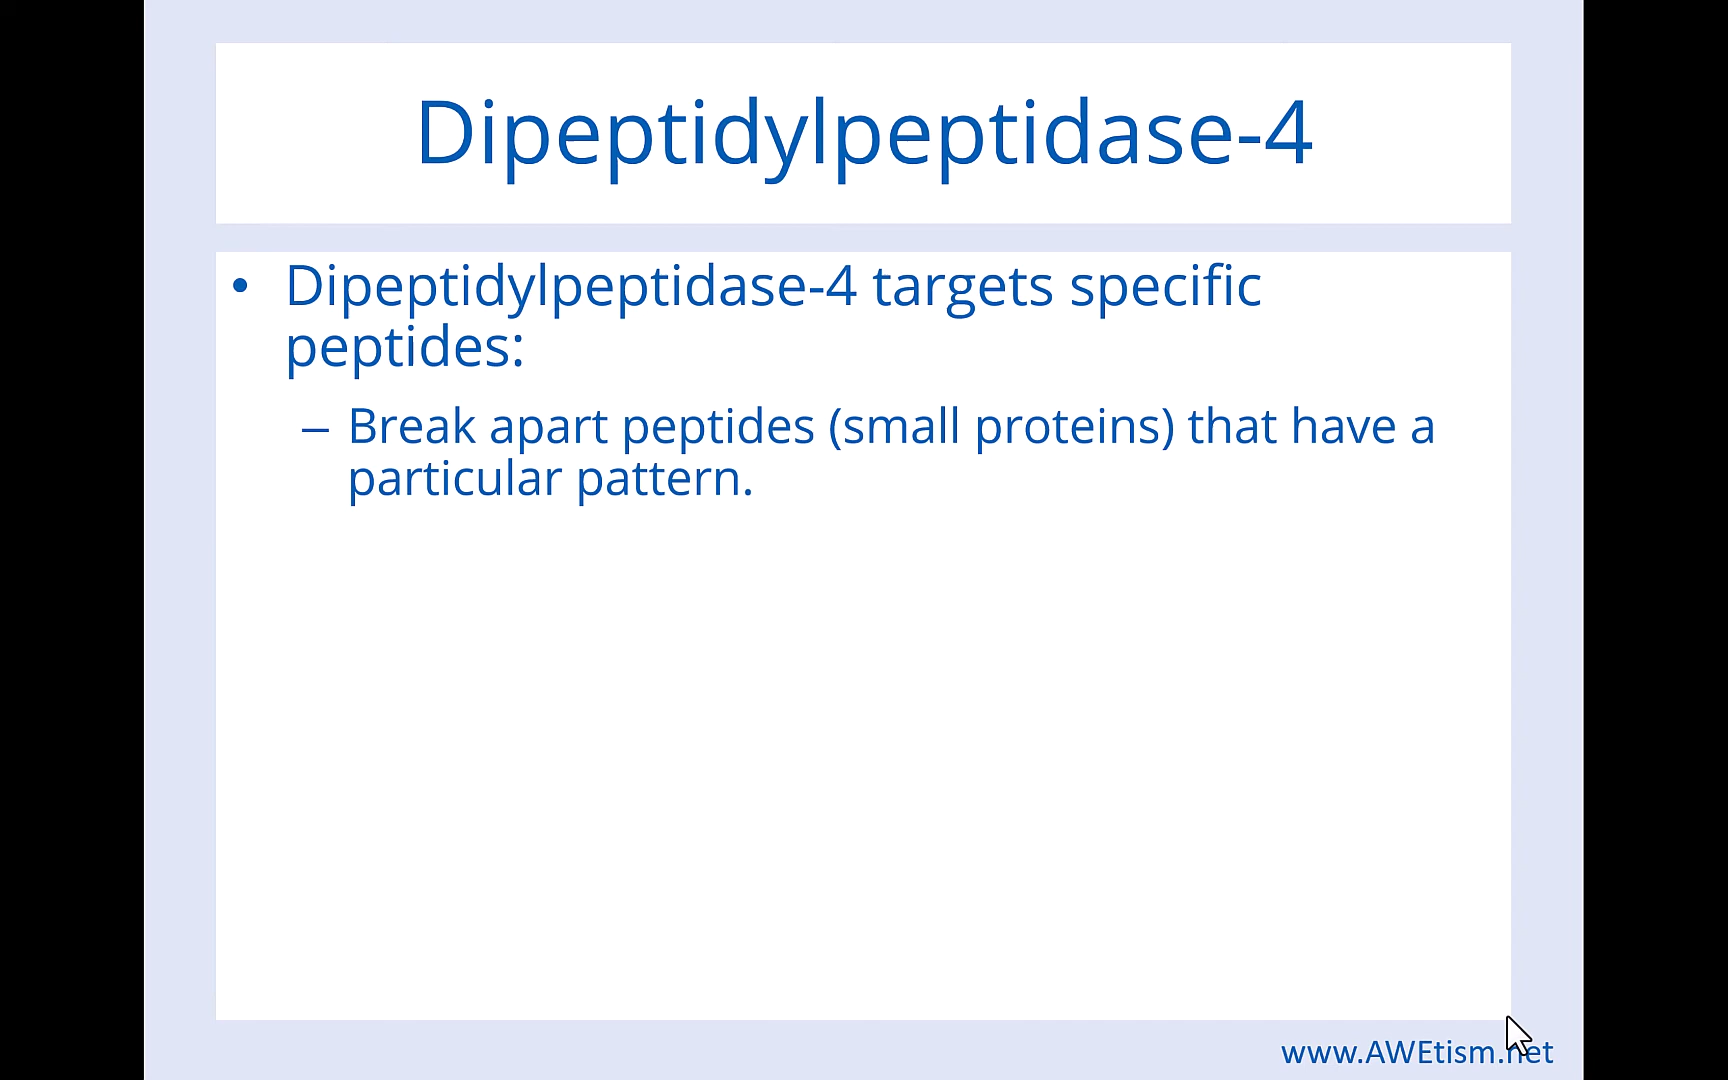 Dipeptidylpeptidase-4
• Dipeptidylpeptidase-4 targets specific
peptides:
– Break apart peptides (small proteins) that have a
particular pattern.
www.AWEtism.net